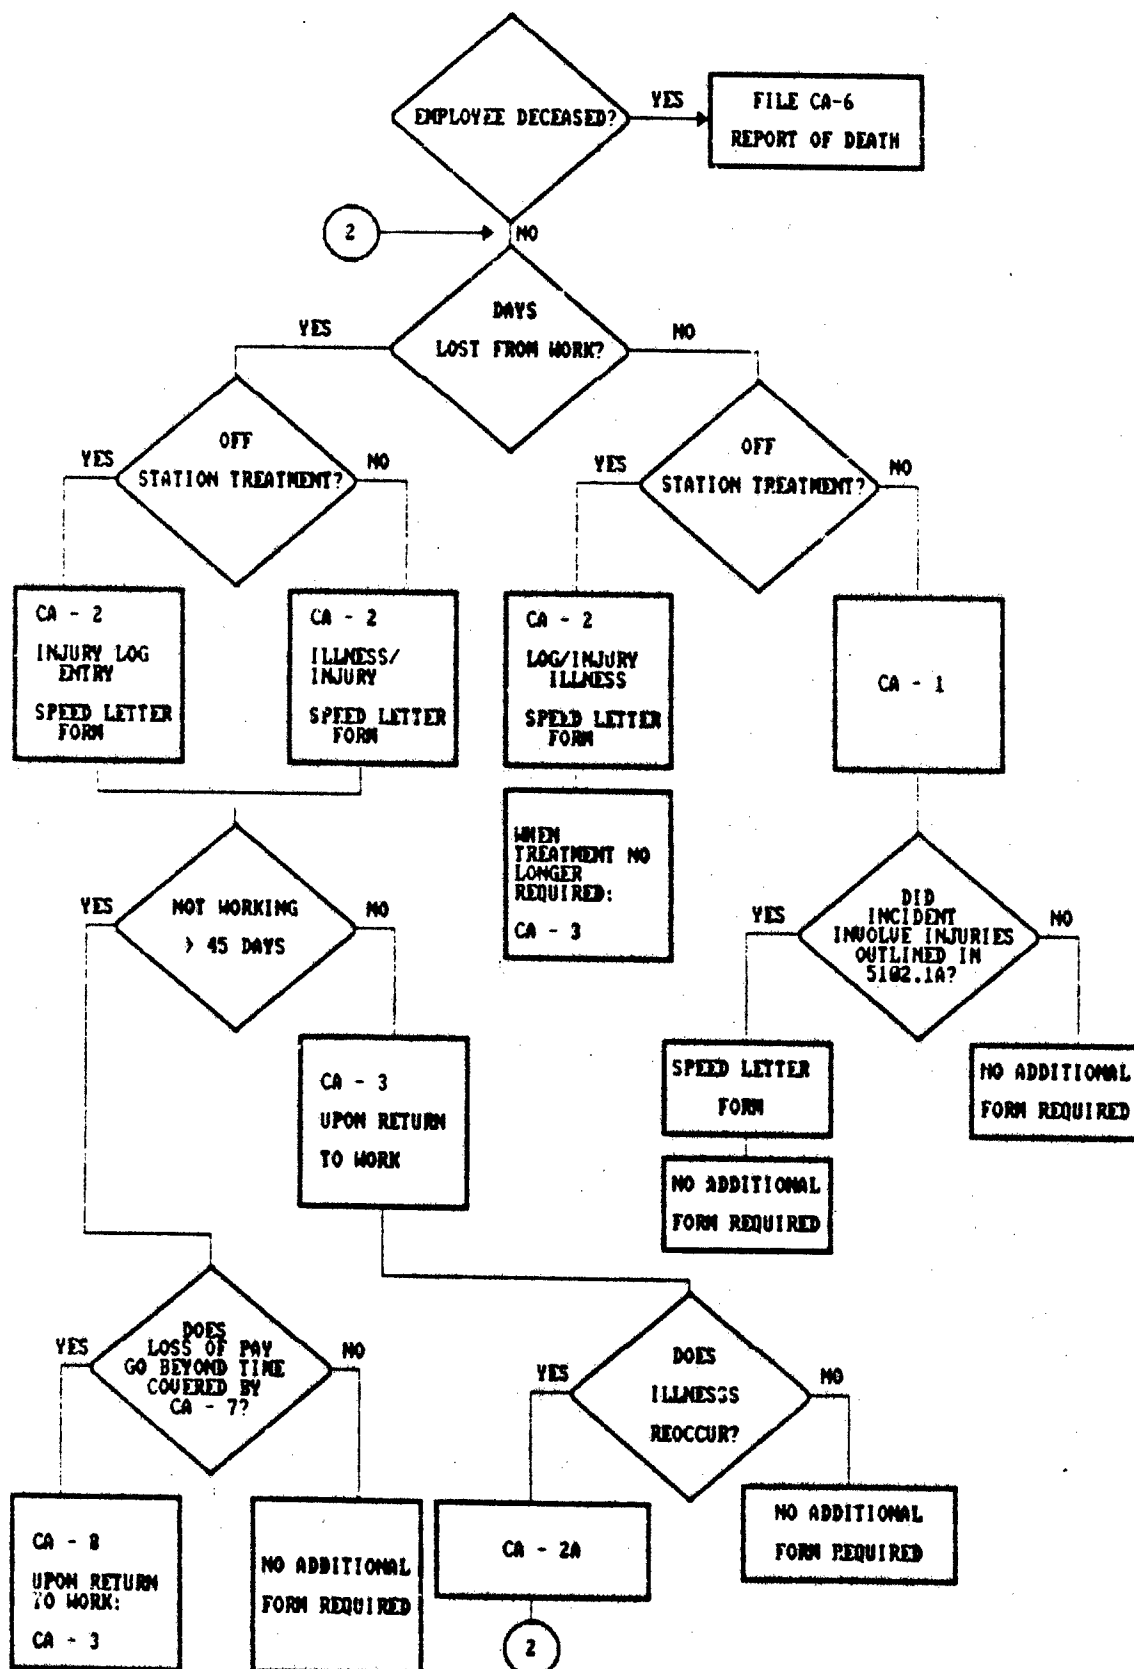 EMPLOYEE DECEASED?
YES
FILE CA-6
REPORT OF DEATH
2
NO
DAYS
LOST FROM WORK?
YES
NO
OFF
STATION TREATMENT?
YES
NO
OFF
STATION TREATMENT?
YES
NO
CA - 2
INJURY LOG
ENTRY
SPEED LETTER
FORM
CA - 2
ILLNESS/
INJURY
SPEED LETTER
FORM
CA - 2
LOG/INJURY
ILLNESS
SPEED LETTER
FORM
CA - 1
WHEN
TREATMENT NO
LONGER
REQUIRED:
CA - 3
NOT WORKING
> 45 DAYS
YES
NO
DID
INCIDENT
INVOLVE INJURIES
OUTLINED IN
5102.1A?
YES
NO
CA - 3
UPON RETURN
TO WORK
SPEED LETTER
FORM
NO ADDITIONAL
FORM REQUIRED
NO ADDITIONAL
FORM REQUIRED
DOES
LOSS OF PAY
GO BEYOND TIME
COVERED BY
CA - 7?
YES
NO
DOES
ILLNESSS
REOCCUR?
YES
NO
CA - 8
UPON RETURN
TO WORK:
CA - 3
NO ADDITIONAL
FORM REQUIRED
CA - 2A
NO ADDITIONAL
FORM REQUIRED
2